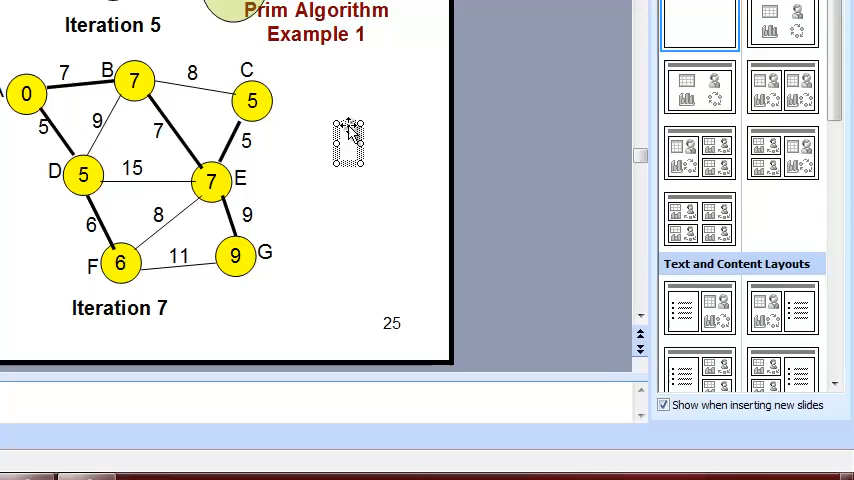 Iteration 5
Prim Algorithm
Example 1
A
0
7
B
7
8
C
5
5
9
7
5
D
5
15
7
E
6
8
9
F
6
11
9
G
Iteration 7
25
Text and Content Layouts
Show when inserting new slides